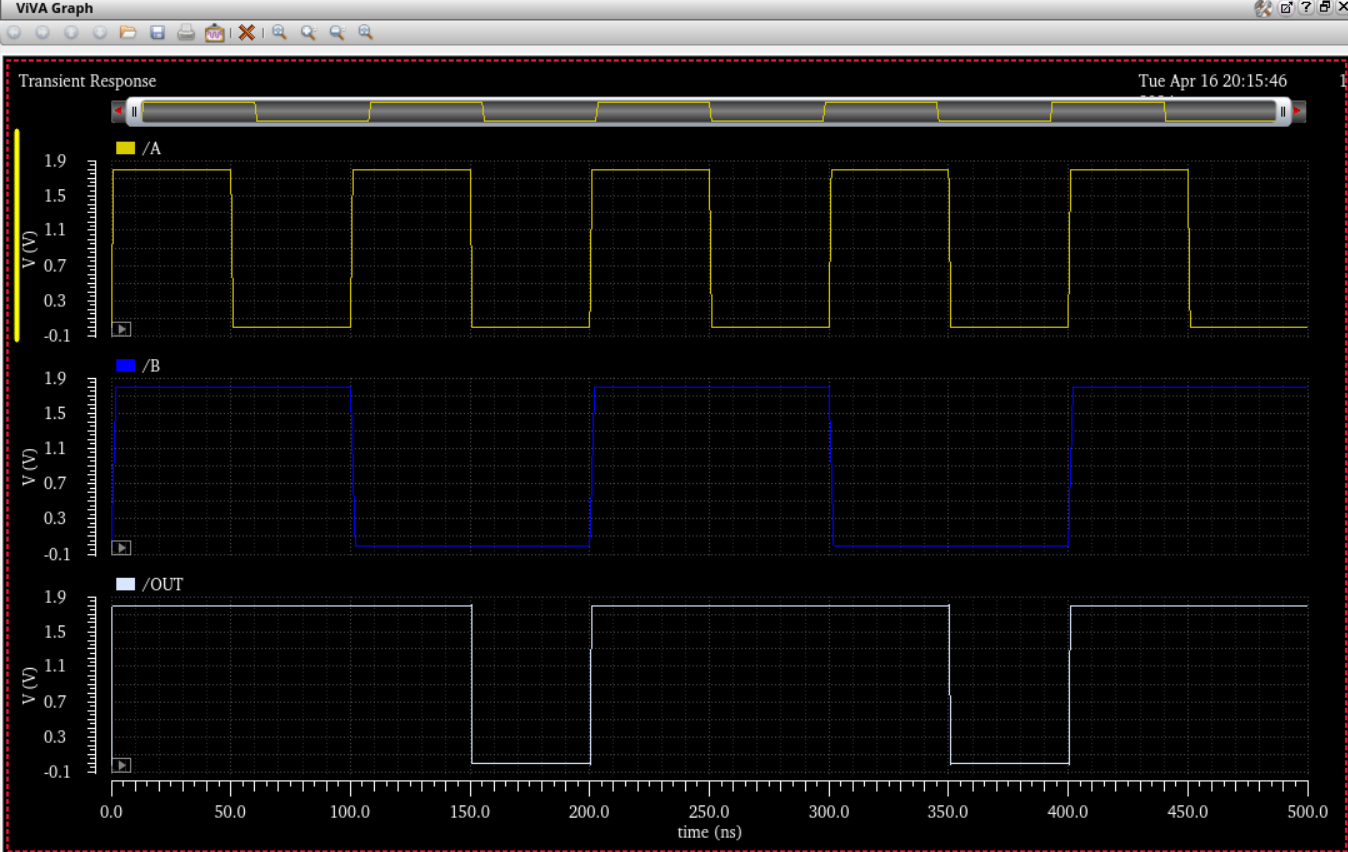 ViVA Graph
Transient Response
Tue Apr 16 20:15:46
1
/A
1.9
1.5
1.1
0.7
0.3
-0.1
V (V)
/B
1.9
1.5
1.1
0.7
0.3
-0.1
V (V)
/OUT
1.9
1.5
1.1
0.7
0.3
-0.1
V (V)
0.0 50.0 100.0 150.0 200.0 250.0 300.0 350.0 400.0 450.0 500.0
time (ns)